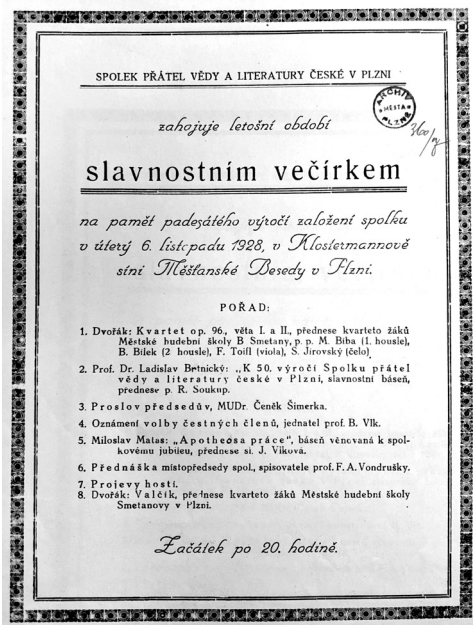 SPOLEK PŘÁTEL VĚDY A LITERATURY ČESKÉ V PLZNI
ARCHIV
MĚSTA
PLZNĚ
zahajuje letošní období
slavnostním večírkem
na paměť padesátého výročí založení spolku
v úterý 6. listopadu 1928, v Klostermannově
síni Měšťanské Besedy v Plzni.
POŘAD:
1. Dvořák: Kvartet op. 96., věta I. a II., přednese kvarteto žáků
Městské hudební školy B Smetany, p. p. M. Bíba (1. housle),
B. Bílek (2 housle), F. Toifl (viola), S. Jirovský (čelo).
2. Prof. Dr. Ladislav Brtnický: „K 50. výročí Spolku přátel
vědy a literatury české v Plzni, slavnostní báseň,
přednese p. R. Soukup.
3. Proslov předsedův, MUDr. Čeněk Šimerka.
4. Oznámení volby čestných členů, jednatel prof. B. Vlk.
5. Miloslav Matas: „Apotheosa práce", báseň věnovaná k spol-
kovému jubileu, přednese sl. J. Vlková.
6. Přednáška místopředsedy spol., spisovatele prof. F. A. Vondrušky.
7. Projevy hostí.
8. Dvořák: Valčík, přednese kvarteto žáků Městské hudební školy
Smetanovy v Plzni.
Začátek po 20. hodině.